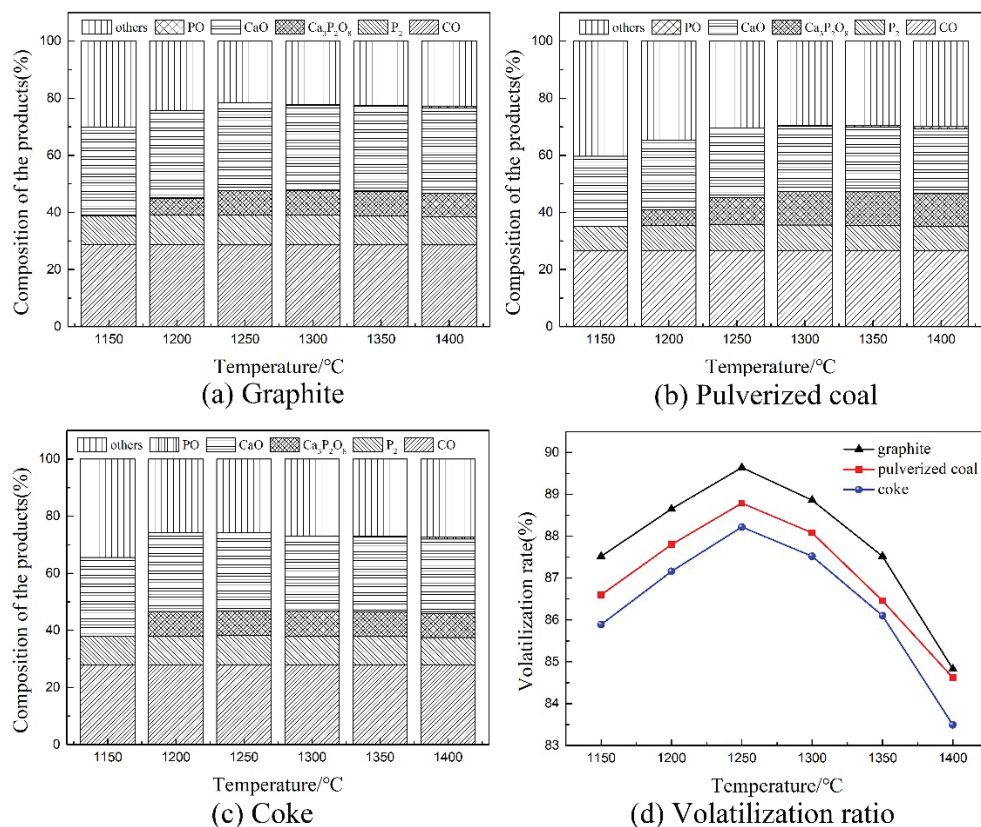 others PO CaO Ca₃P₂O₈ P₂ CO
Composition of the products(%)
100
80
60
40
20
0
1150 1200 1250 1300 1350 1400
Temperature/°C
(a) Graphite
others PO CaO Ca₃P₂O₈ P₂ CO
Composition of the products(%)
100
80
60
40
20
0
1150 1200 1250 1300 1350 1400
Temperature/°C
(b) Pulverized coal
others PO CaO Ca₃P₂O₈ P₂ CO
Composition of the products(%)
100
80
60
40
20
0
1150 1200 1250 1300 1350 1400
Temperature/°C
(c) Coke
graphite
pulverized coal
coke
Volatilization rate(%)
90
89
88
87
86
85
84
83
1150 1200 1250 1300 1350 1400
Temperature/°C
(d) Volatilization ratio